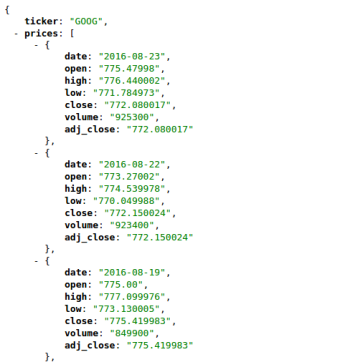 {
ticker: "GOOG",
- prices: [
- {
date: "2016-08-23",
open: "775.47998",
high: "776.440002",
low: "771.784973",
close: "772.080017",
volume: "925300",
adj_close: "772.080017"
},
- {
date: "2016-08-22",
open: "773.27002",
high: "774.539978",
low: "770.049988",
close: "772.150024",
volume: "923400",
adj_close: "772.150024"
},
- {
date: "2016-08-19",
open: "775.00",
high: "777.099976",
low: "773.130005",
close: "775.419983",
volume: "849900",
adj_close: "775.419983"
},